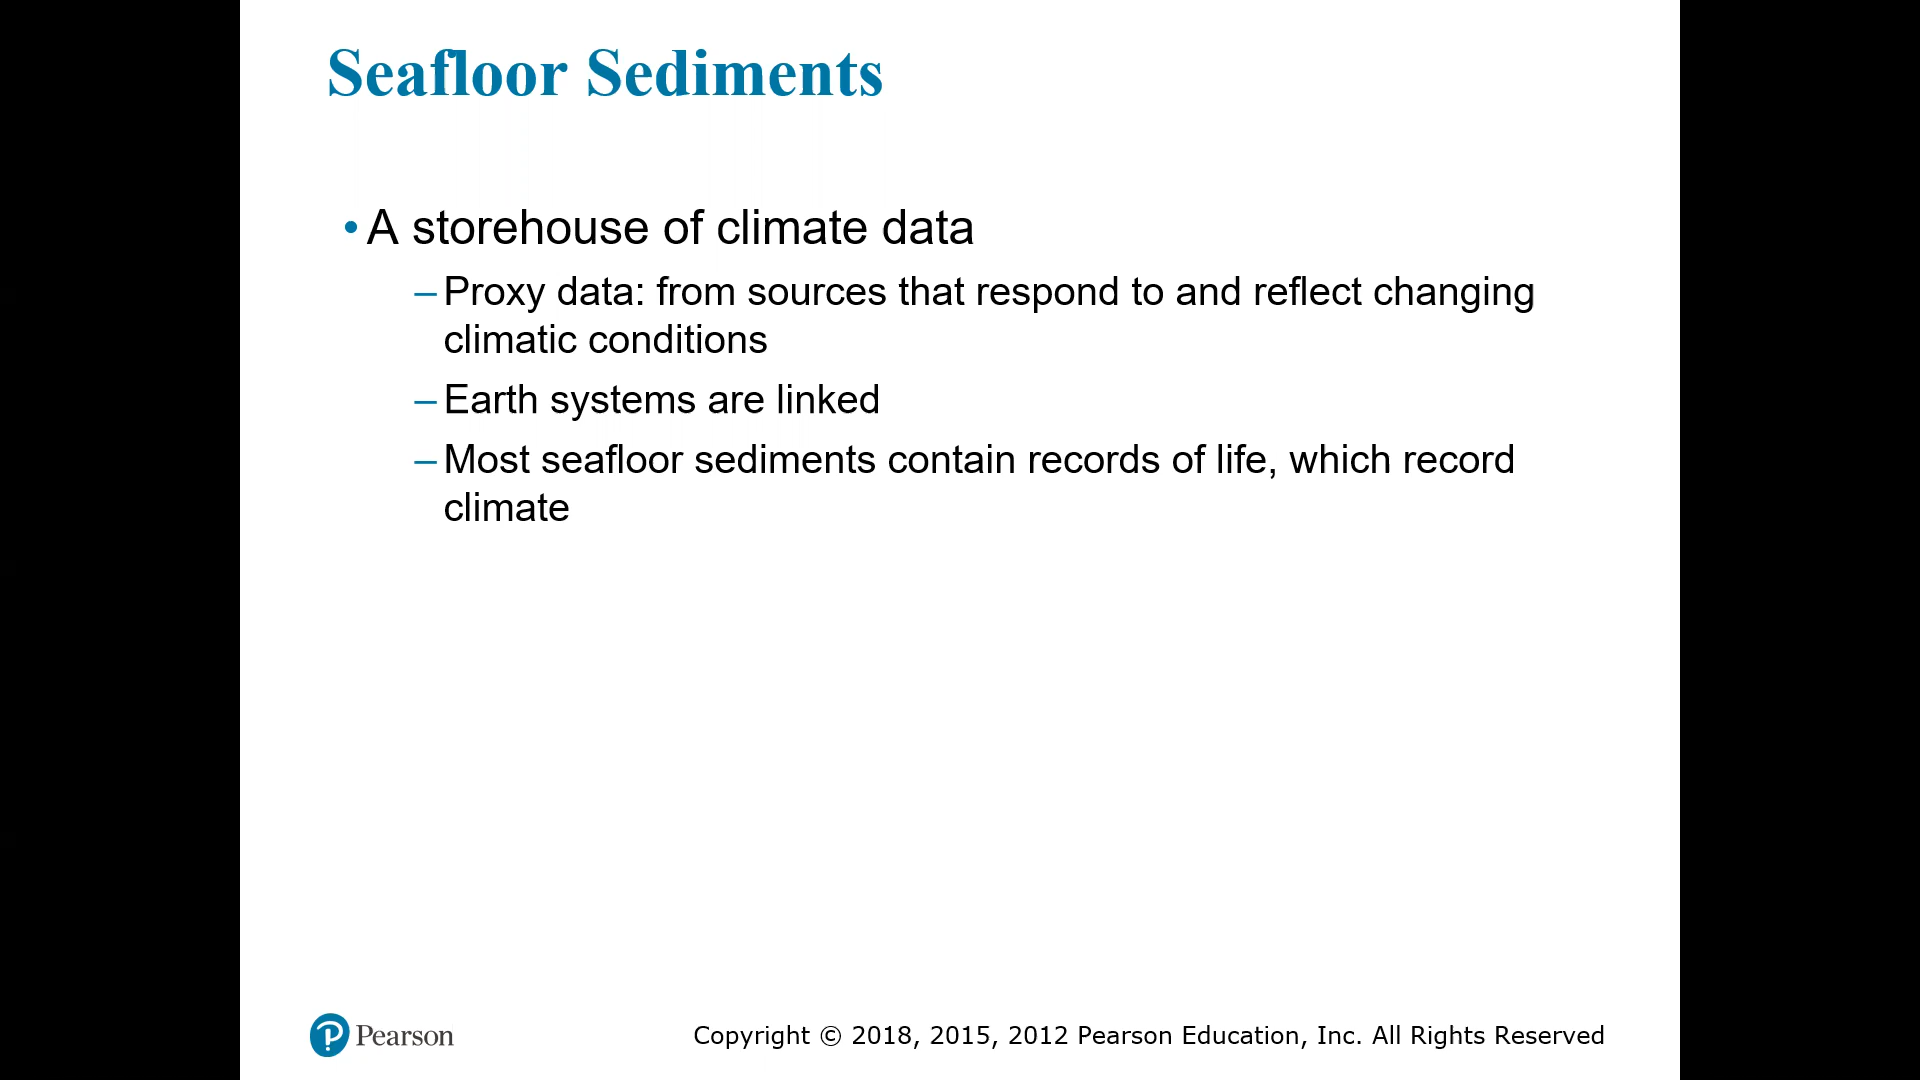 Seafloor Sediments
• A storehouse of climate data
– Proxy data: from sources that respond to and reflect changing
climatic conditions
– Earth systems are linked
– Most seafloor sediments contain records of life, which record
climate
Pearson
Copyright © 2018, 2015, 2012 Pearson Education, Inc. All Rights Reserved